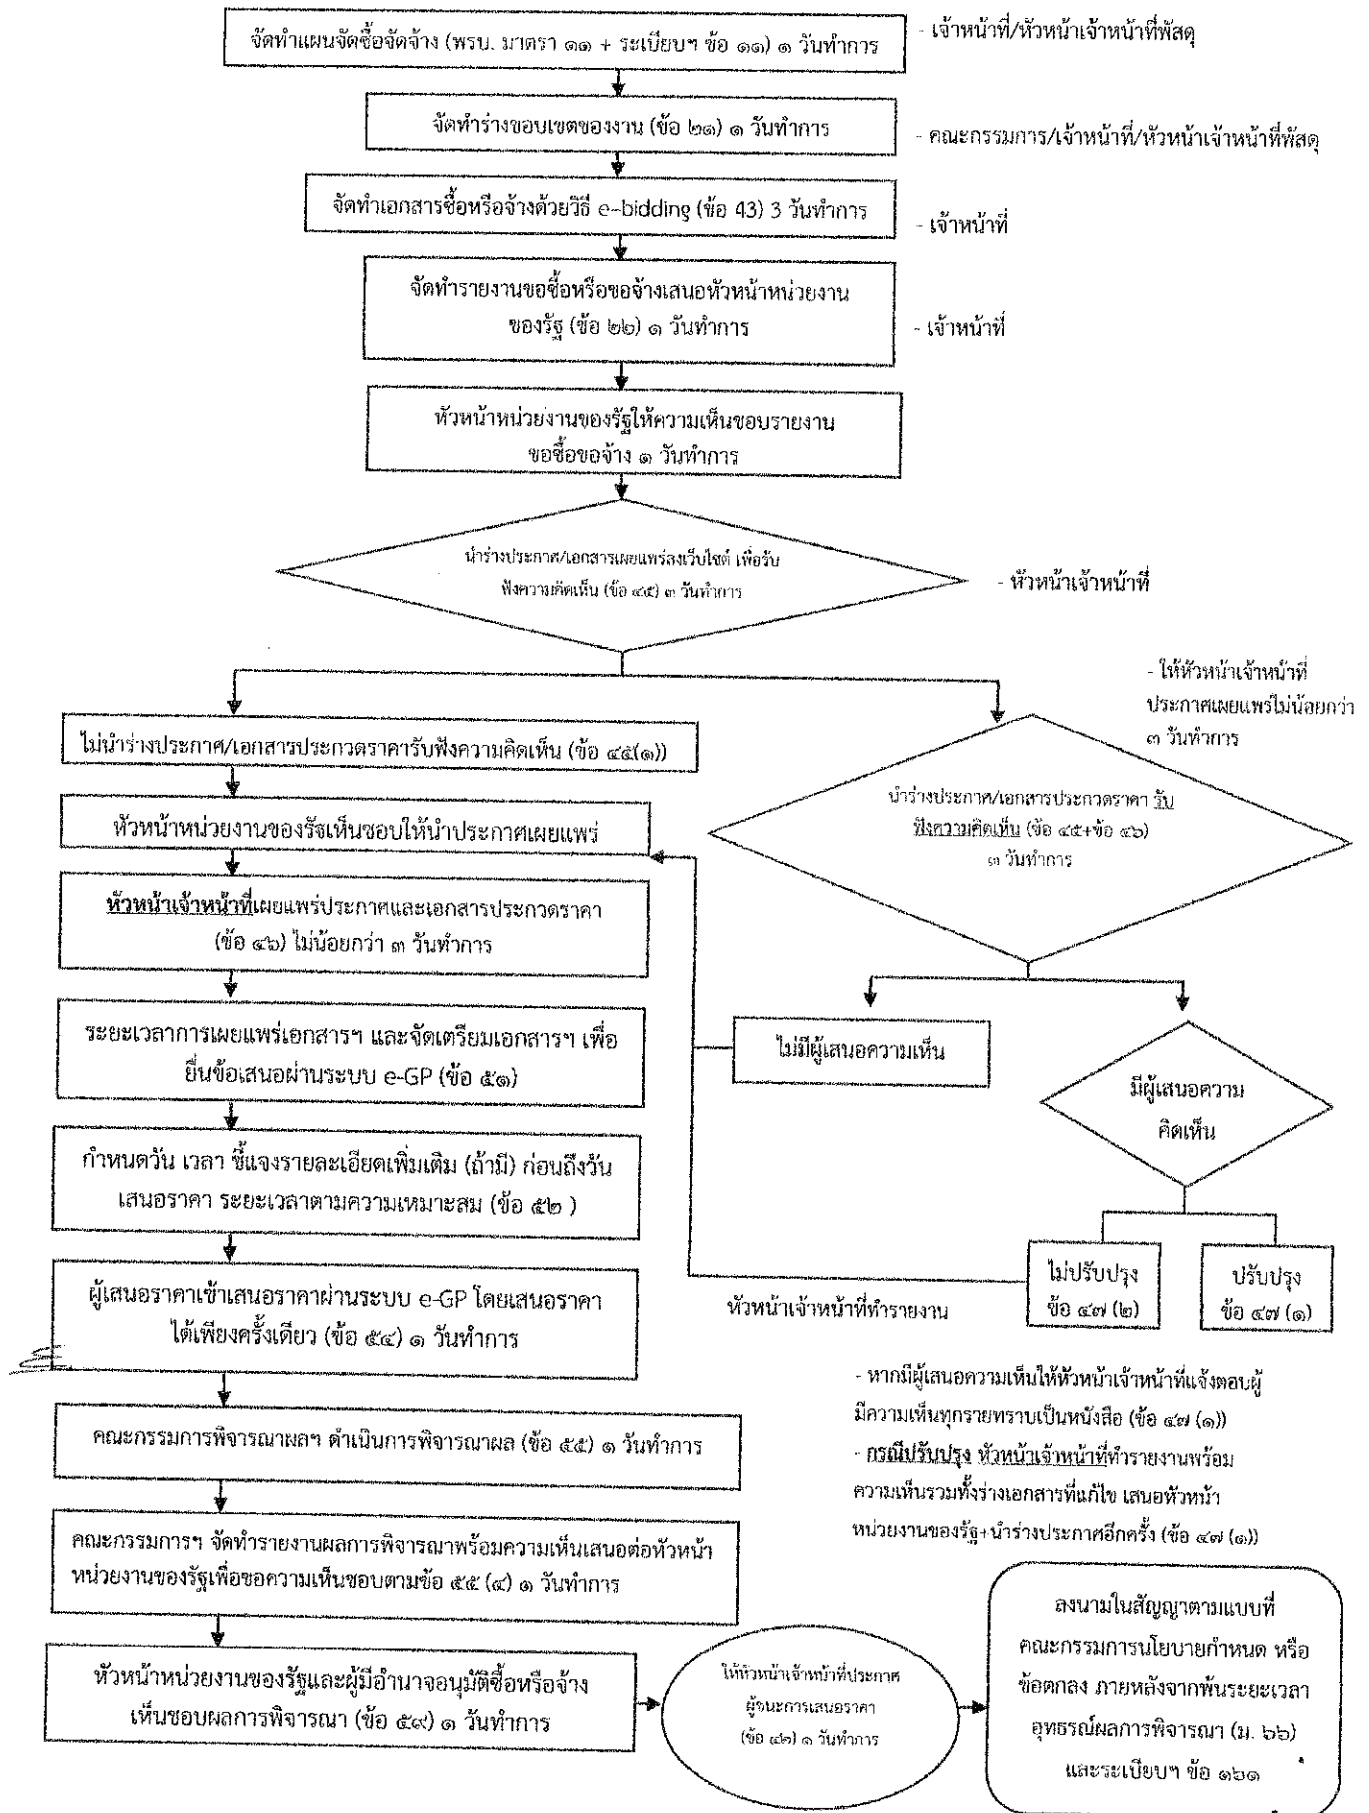 จัดทำแผนจัดซื้อจัดจ้าง (พรบ. มาตรา ๑๑ + ระเบียบฯ ข้อ ๑๑) ๑ วันทำการ
- เจ้าหน้าที่/หัวหน้าเจ้าหน้าที่พัสดุ
จัดทำร่างขอบเขตของงาน (ข้อ ๒๑) ๑ วันทำการ
- คณะกรรมการ/เจ้าหน้าที่/หัวหน้าเจ้าหน้าที่พัสดุ
จัดทำเอกสารซื้อหรือจ้างด้วยวิธี e-bidding (ข้อ 43) 3 วันทำการ
- เจ้าหน้าที่
จัดทำรายงานขอซื้อหรือขอจ้างเสนอหัวหน้าหน่วยงาน
ของรัฐ (ข้อ ๒๒) ๑ วันทำการ
- เจ้าหน้าที่
หัวหน้าหน่วยงานของรัฐให้ความเห็นชอบรายงาน
ขอซื้อขอจ้าง ๑ วันทำการ
นำร่างประกาศ/เอกสารเผยแพร่ลงเว็บไซต์ เพื่อรับ
ฟังความคิดเห็น (ข้อ ๔๕) ๓ วันทำการ
- หัวหน้าเจ้าหน้าที่
- ให้หัวหน้าเจ้าหน้าที่
ประกาศเผยแพร่ไม่น้อยกว่า
๓ วันทำการ
ไม่นำร่างประกาศ/เอกสารประกวดราคารับฟังความคิดเห็น (ข้อ ๔๕(๑))
หัวหน้าหน่วยงานของรัฐเห็นชอบให้นำประกาศเผยแพร่
นำร่างประกาศ/เอกสารประกวดราคา รับ
ฟังความคิดเห็น (ข้อ ๔๕+ข้อ ๔๖)
๓ วันทำการ
หัวหน้าเจ้าหน้าที่เผยแพร่ประกาศและเอกสารประกวดราคา
(ข้อ ๔๖) ไม่น้อยกว่า ๓ วันทำการ
ระยะเวลาการเผยแพร่เอกสารฯ และจัดเตรียมเอกสารฯ เพื่อ
ยื่นข้อเสนอผ่านระบบ e-GP (ข้อ ๕๑)
ไม่มีผู้เสนอความเห็น
มีผู้เสนอความ
คิดเห็น
กำหนดวัน เวลา ชี้แจงรายละเอียดเพิ่มเติม (ถ้ามี) ก่อนถึงวัน
เสนอราคา ระยะเวลาตามความเหมาะสม (ข้อ ๕๒ )
ผู้เสนอราคาเข้าเสนอราคาผ่านระบบ e-GP โดยเสนอราคา
ได้เพียงครั้งเดียว (ข้อ ๕๔) ๑ วันทำการ
ไม่ปรับปรุง
ข้อ ๔๗ (๒)
ปรับปรุง
ข้อ ๔๗ (๑)
หัวหน้าเจ้าหน้าที่ทำรายงาน
- หากมีผู้เสนอความเห็นให้หัวหน้าเจ้าหน้าที่แจ้งตอบผู้
มีความเห็นทุกรายทราบเป็นหนังสือ (ข้อ ๔๗ (๑))
- กรณีปรับปรุง หัวหน้าเจ้าหน้าที่ทำรายงานพร้อม
ความเห็นรวมทั้งร่างเอกสารที่แก้ไข เสนอหัวหน้า
หน่วยงานของรัฐ+นำร่างประกาศอีกครั้ง (ข้อ ๔๗ (๑))
คณะกรรมการพิจารณาผลฯ ดำเนินการพิจารณาผล (ข้อ ๕๕) ๑ วันทำการ
คณะกรรมการฯ จัดทำรายงานผลการพิจารณาพร้อมความเห็นเสนอต่อหัวหน้า
หน่วยงานของรัฐเพื่อขอความเห็นชอบตามข้อ ๕๕ (๔) ๑ วันทำการ
หัวหน้าหน่วยงานของรัฐและผู้มีอำนาจอนุมัติซื้อหรือจ้าง
เห็นชอบผลการพิจารณา (ข้อ ๕๙) ๑ วันทำการ
ให้หัวหน้าเจ้าหน้าที่ประกาศ
ผู้ชนะการเสนอราคา
(ข้อ ๔๒) ๑ วันทำการ
ลงนามในสัญญาตามแบบที่
คณะกรรมการนโยบายกำหนด หรือ
ข้อตกลง ภายหลังจากพ้นระยะเวลา
อุทธรณ์ผลการพิจารณา (ม. ๖๖)
และระเบียบฯ ข้อ ๑๖๑